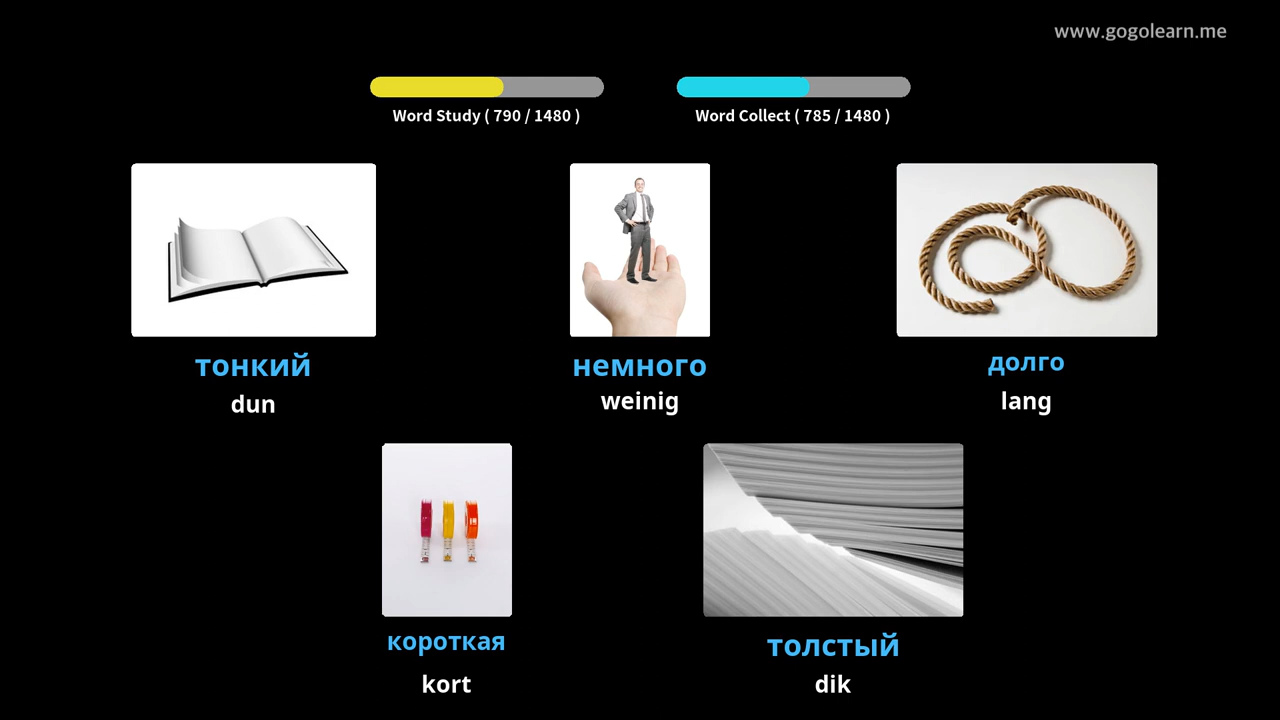 www.gogolearn.me
Word Study ( 790 / 1480 )
Word Collect ( 785 / 1480 )
тонкий
dun
немного
weinig
долго
lang
короткая
kort
толстый
dik